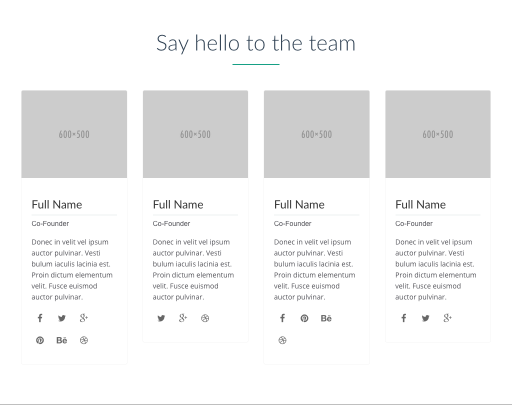 Say hello to the team
600×500
600×500
600×500
600×500
Full Name
Co-Founder
Donec in velit vel ipsum
auctor pulvinar. Vesti
bulum iaculis lacinia est.
Proin dictum elementum
velit. Fusce euismod
auctor pulvinar.
Bē
Full Name
Co-Founder
Donec in velit vel ipsum
auctor pulvinar. Vesti
bulum iaculis lacinia est.
Proin dictum elementum
velit. Fusce euismod
auctor pulvinar.
Full Name
Co-Founder
Donec in velit vel ipsum
auctor pulvinar. Vesti
bulum iaculis lacinia est.
Proin dictum elementum
velit. Fusce euismod
auctor pulvinar.
Bē
Full Name
Co-Founder
Donec in velit vel ipsum
auctor pulvinar. Vesti
bulum iaculis lacinia est.
Proin dictum elementum
velit. Fusce euismod
auctor pulvinar.